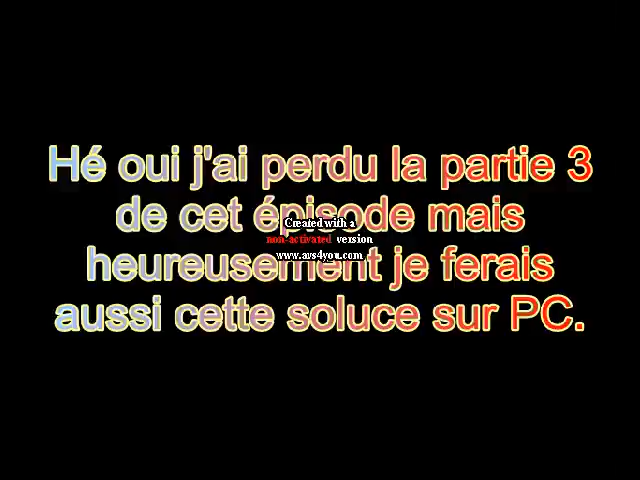 Hé oui j'ai perdu la partie 3
de cet épisode mais
heureusement je ferais
aussi cette soluce sur PC.
Created with a
non-activated version
www.avs4you.com